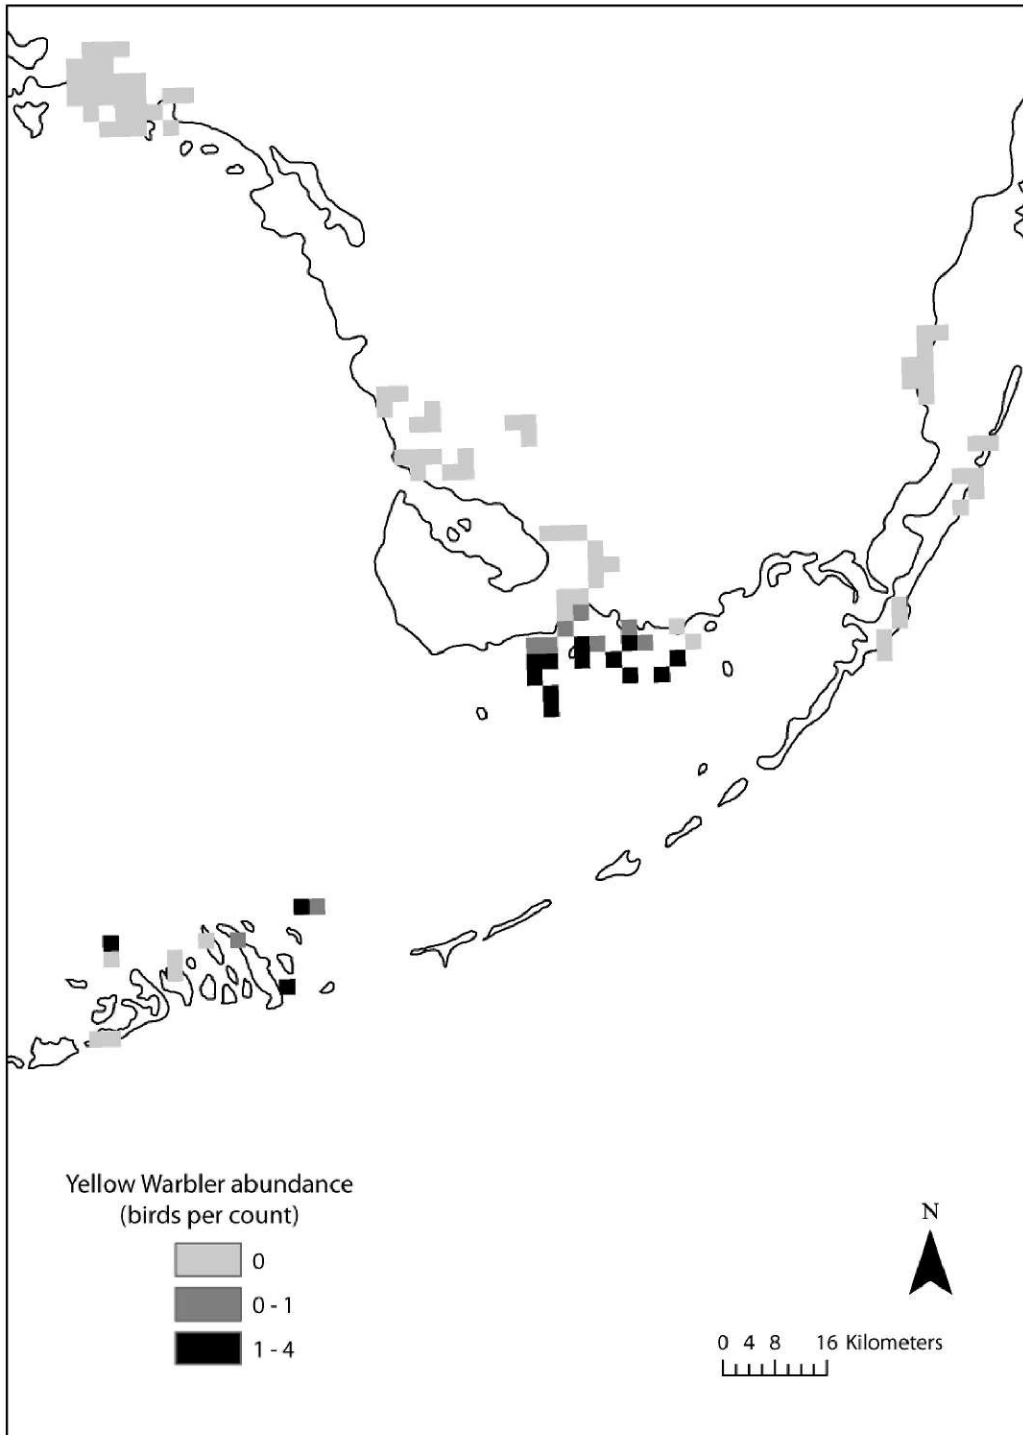 Yellow Warbler abundance
(birds per count)
0
0 - 1
1 - 4
N
0 4 8 16 Kilometers